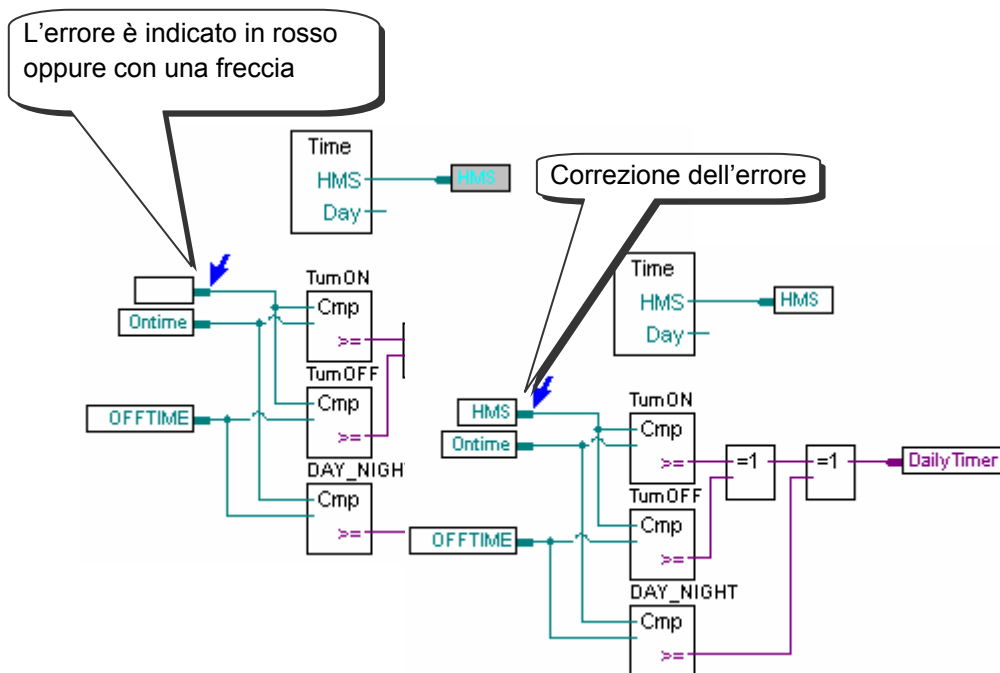 L'errore è indicato in rosso
oppure con una freccia
Time
HMS
HMS
Day
Correzione dell'errore
Time
HMS
HMS
Day
TurnON
Cmp
>=
Ontime
TurnOFF
Cmp
>=
OFFTIME
DAY_NIGH
Cmp
>=
HMS
Ontime
TurnON
Cmp
>=
=1
=1
DailyTimer
TurnOFF
Cmp
>=
OFFTIME
DAY_NIGHT
Cmp
>=